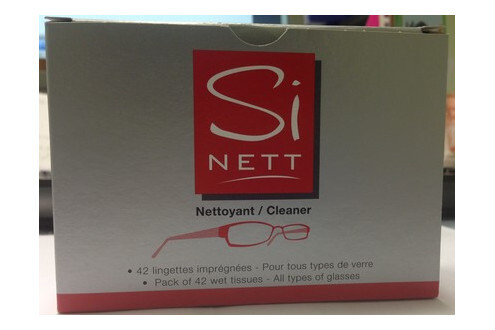 Si
NETT
Nettoyant / Cleaner
• 42 lingettes imprégnées - Pour tous types de verre
• Pack of 42 wet tissues - All types of glasses